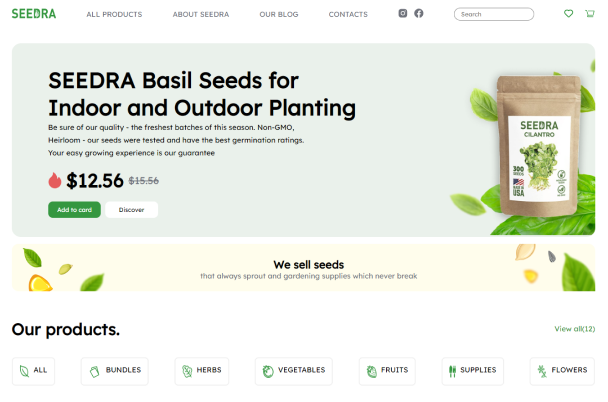 SEEDRA ALL PRODUCTS ABOUT SEEDRA OUR BLOG CONTACTS Search
SEEDRA Basil Seeds for
Indoor and Outdoor Planting
Be sure of our quality - the freshest batches of this season. Non-GMO,
Heirloom - our seeds were tested and have the best germination ratings.
Your easy growing experience is our guarantee
$12.56 $15.56
Add to card Discover
SEEDRA
CILANTRO
300
SEEDS
MADE IN
USA
We sell seeds
that always sprout and gardening supplies which never break
Our products.
View all(12)
ALL BUNDLES HERBS VEGETABLES FRUITS SUPPLIES FLOWERS